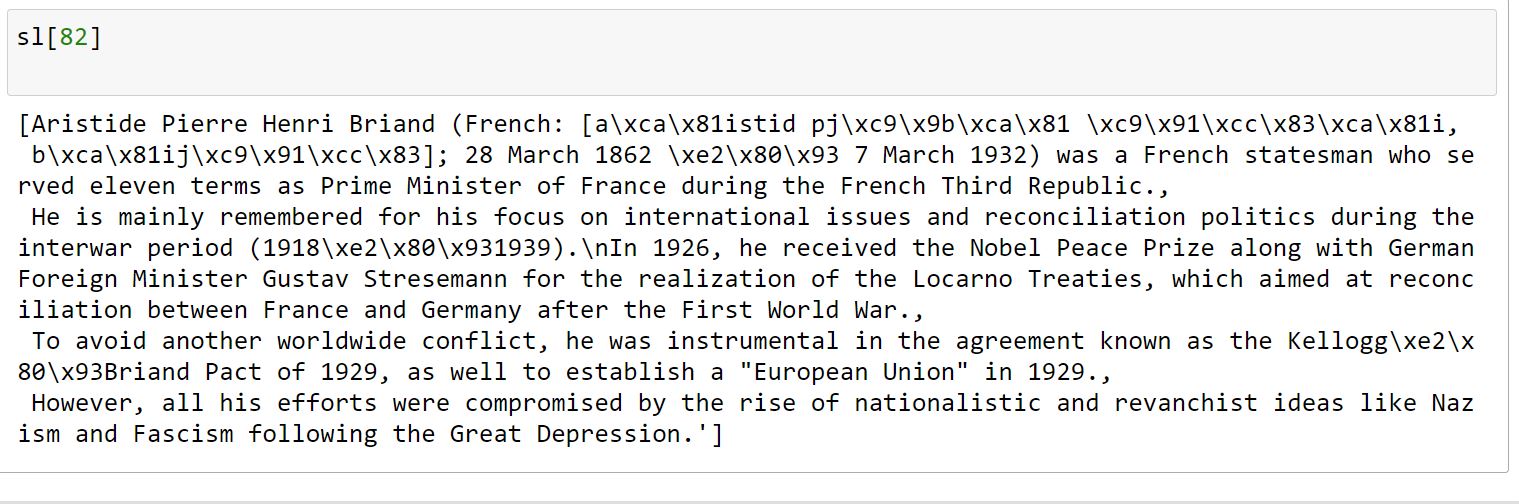 sl[82]
[Aristide Pierre Henri Briand (French: [a\xca\x81istid pj\xc9\x9b\xca\x81 \xc9\x91\xcc\x83\xca\x81i,
b\xca\x81ij\xc9\x91\xcc\x83]; 28 March 1862 \xe2\x80\x93 7 March 1932) was a French statesman who se
rved eleven terms as Prime Minister of France during the French Third Republic.,
He is mainly remembered for his focus on international issues and reconciliation politics during the
interwar period (1918\xe2\x80\x931939).\nIn 1926, he received the Nobel Peace Prize along with German
Foreign Minister Gustav Stresemann for the realization of the Locarno Treaties, which aimed at reconc
iliation between France and Germany after the First World War.,
To avoid another worldwide conflict, he was instrumental in the agreement known as the Kellogg\xe2\x
80\x93Briand Pact of 1929, as well to establish a "European Union" in 1929.,
However, all his efforts were compromised by the rise of nationalistic and revanchist ideas like Naz
ism and Fascism following the Great Depression.']